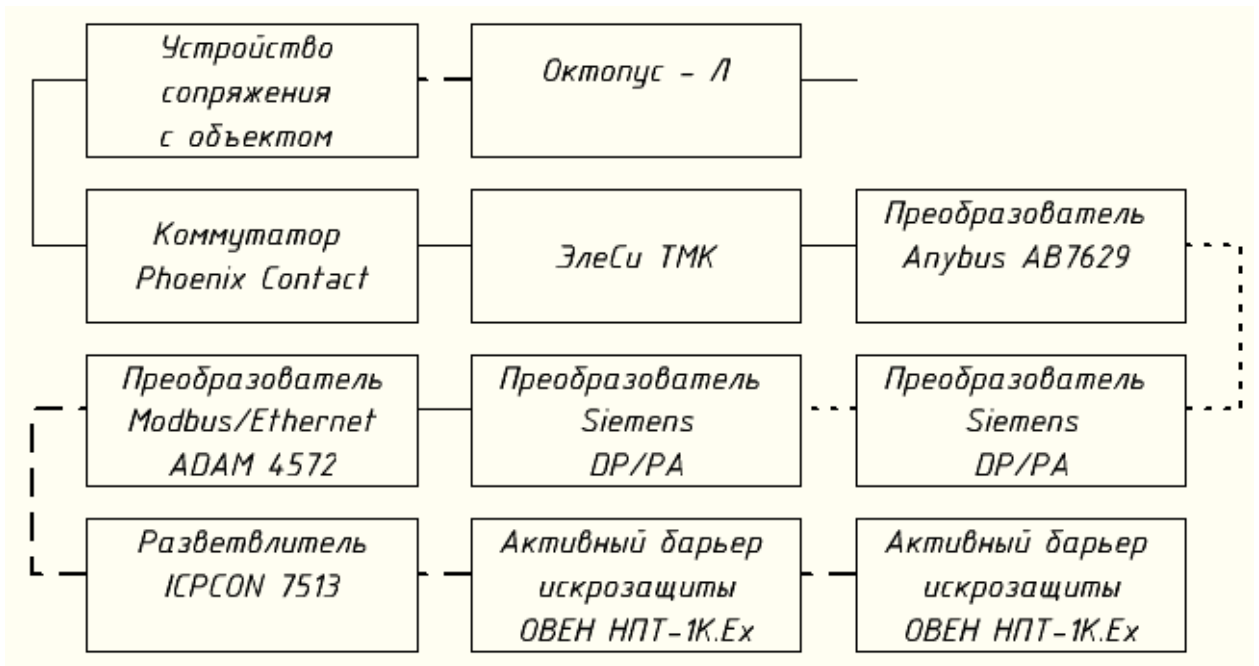 Устройство
сопряжения
с объектом
Октопус - Л
Коммутатор
Phoenix Contact
ЭлеСи ТМК
Преобразователь
Anybus AB7629
Преобразователь
Modbus/Ethernet
ADAM 4572
Преобразователь
Siemens
DP/PA
Преобразователь
Siemens
DP/PA
Разветвлитель
ICPCON 7513
Активный барьер
искрозащиты
ОВЕН НПТ-1К.Ex
Активный барьер
искрозащиты
ОВЕН НПТ-1К.Ex